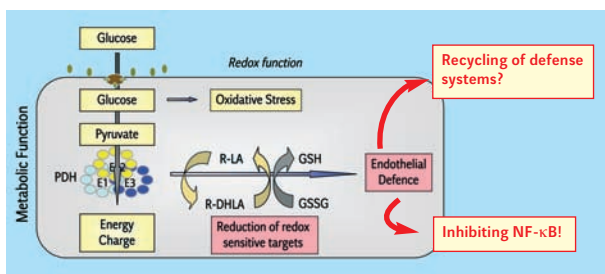 Glucose
Redox function
Recycling of defense
systems?
Glucose
Oxidative Stress
Pyruvate
Metabolic Function
PDH
E2
E1
E3
R-LA
GSH
R-DHLA
GSSG
Endothelial
Defence
Energy
Charge
Reduction of redox
sensitive targets
Inhibiting NF-κB!